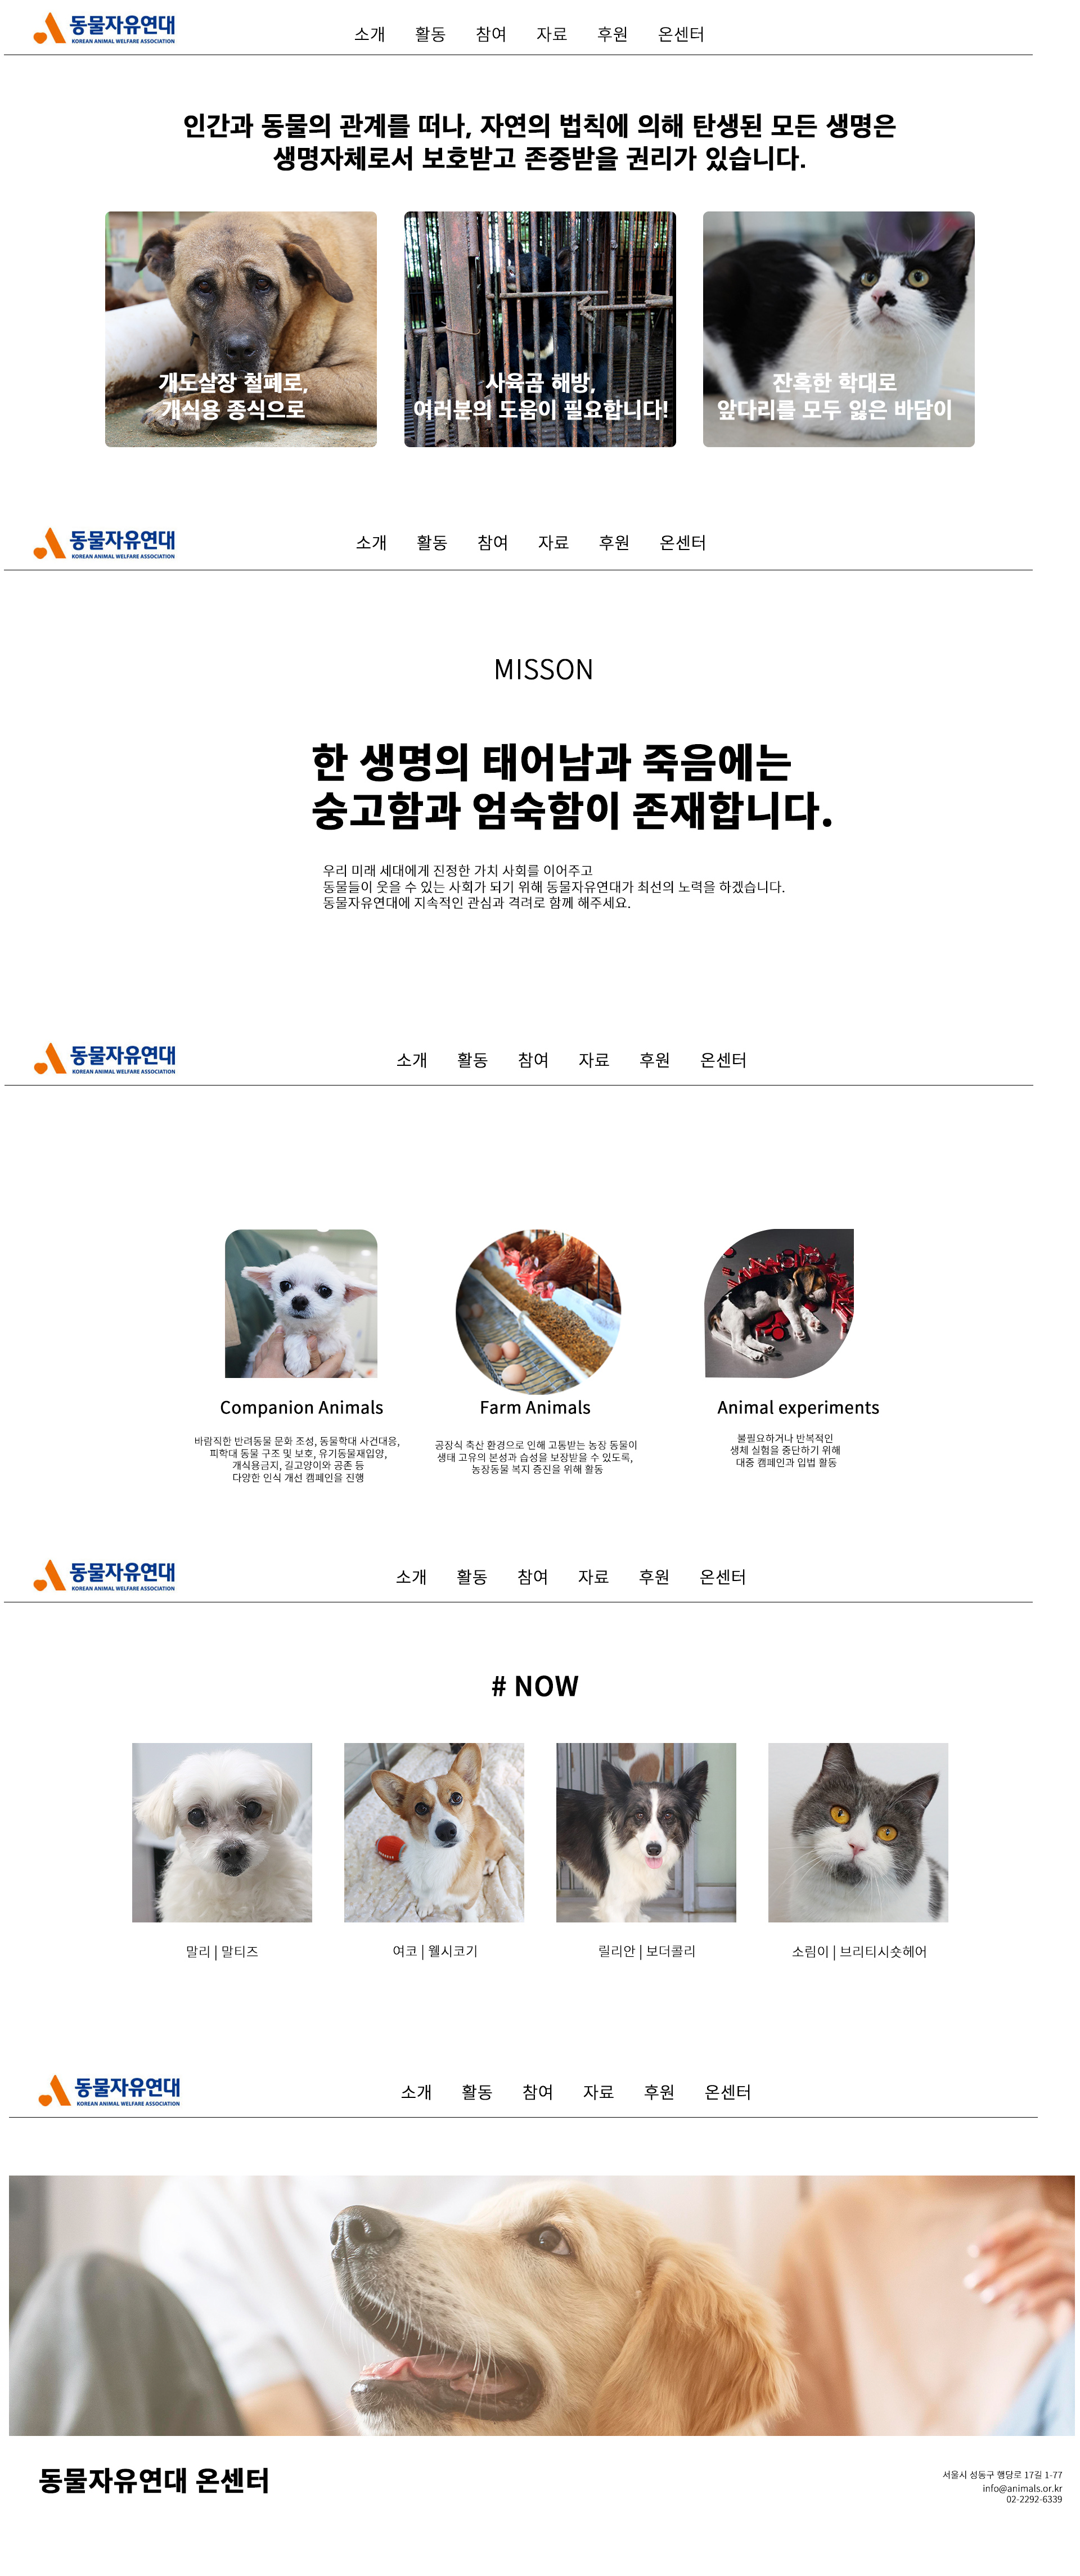 동물자유연대
KOREAN ANIMAL WELFARE ASSOCIATION
소개 활동 참여 자료 후원 온센터
인간과 동물의 관계를 떠나, 자연의 법칙에 의해 탄생된 모든 생명은
생명자체로서 보호받고 존중받을 권리가 있습니다.
개도살장 철폐로,
개식용 종식으로
사육곰 해방,
여러분의 도움이 필요합니다!
잔혹한 학대로
앞다리를 모두 잃은 바담이
동물자유연대
KOREAN ANIMAL WELFARE ASSOCIATION
소개 활동 참여 자료 후원 온센터
MISSON
한 생명의 태어남과 죽음에는
숭고함과 엄숙함이 존재합니다.
우리 미래 세대에게 진정한 가치 사회를 이어주고
동물들이 웃을 수 있는 사회가 되기 위해 동물자유연대가 최선의 노력을 하겠습니다.
동물자유연대에 지속적인 관심과 격려로 함께 해주세요.
동물자유연대
KOREAN ANIMAL WELFARE ASSOCIATION
소개 활동 참여 자료 후원 온센터
Companion Animals
바람직한 반려동물 문화 조성, 동물학대 사건대응,
피학대 동물 구조 및 보호, 유기동물재입양,
개식용금지, 길고양이와 공존 등
다양한 인식 개선 캠페인을 진행
Farm Animals
공장식 축산 환경으로 인해 고통받는 농장 동물이
생태 고유의 본성과 습성을 보장받을 수 있도록,
농장동물 복지 증진을 위해 활동
Animal experiments
불필요하거나 반복적인
생체 실험을 중단하기 위해
대중 캠페인과 입법 활동
동물자유연대
KOREAN ANIMAL WELFARE ASSOCIATION
소개 활동 참여 자료 후원 온센터
# NOW
말리 | 말티즈
여코 | 웰시코기
릴리안 | 보더콜리
소림이 | 브리티시숏헤어
동물자유연대
KOREAN ANIMAL WELFARE ASSOCIATION
소개 활동 참여 자료 후원 온센터
동물자유연대 온센터
서울시 성동구 행당로 17길 1-77
info@animals.or.kr
02-2292-6339